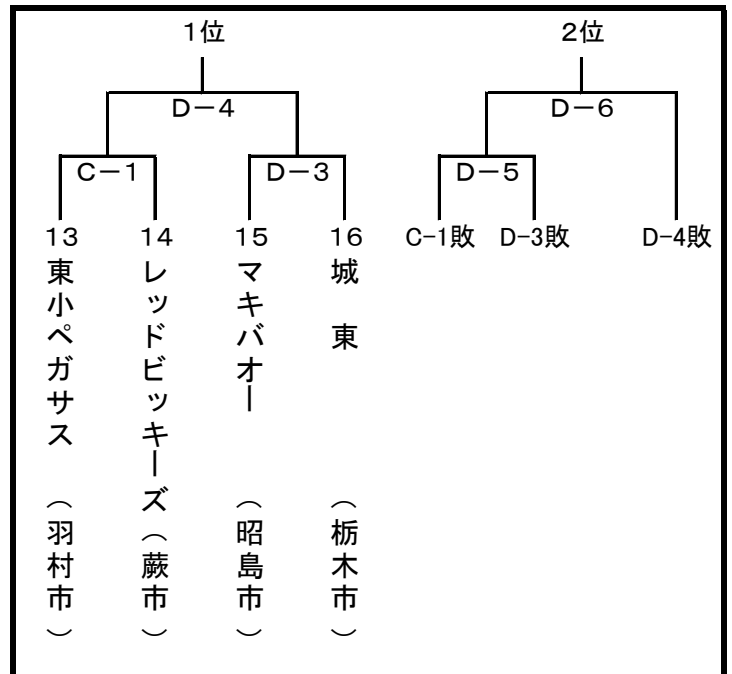 1位
2位
D－4
D－6
C－1
D－3
D－5
13
14
15
16
C-1敗
D-3敗
D-4敗
東小ペガサス（羽村市）
レッドビッキーズ（蕨市）
マキバオー（昭島市）
城東（栃木市）